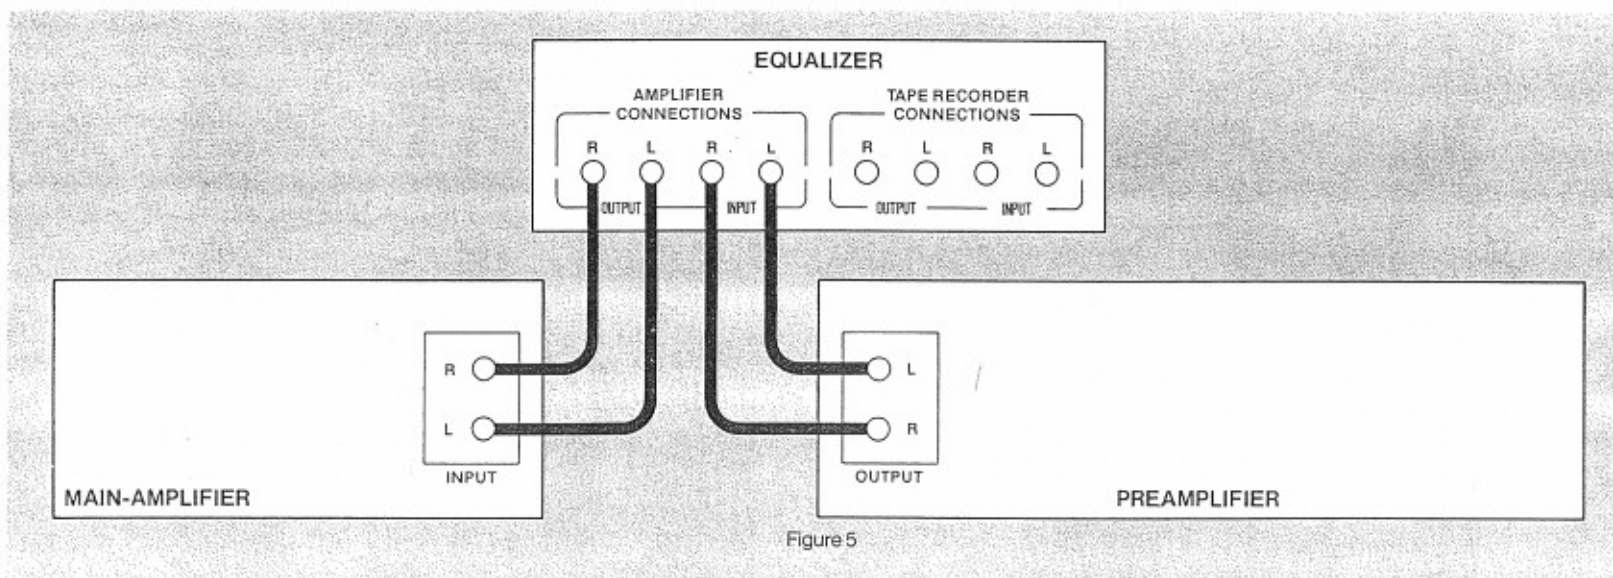 EQUALIZER
AMPLIFIER
CONNECTIONS
TAPE RECORDER
CONNECTIONS
R L R L
R L R L
OUTPUT INPUT
OUTPUT INPUT
R
L
INPUT
MAIN-AMPLIFIER
L
R
OUTPUT
PREAMPLIFIER
Figure 5